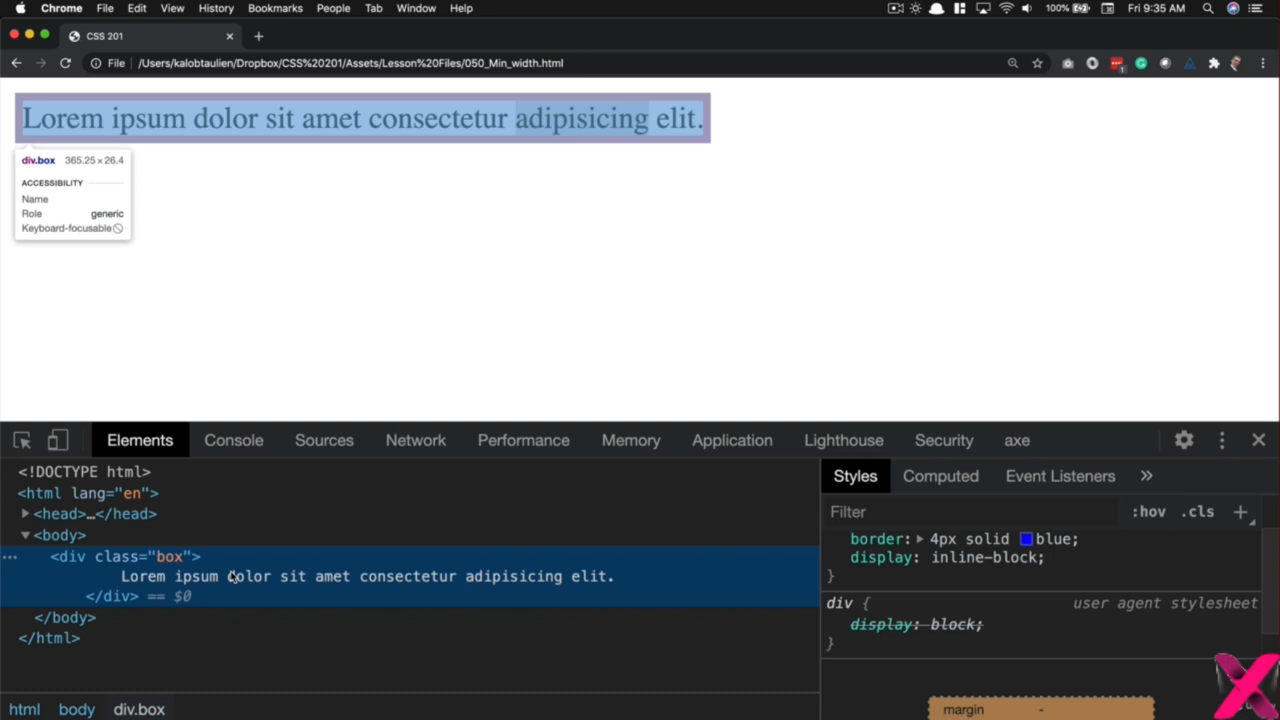 Chrome File Edit View History Bookmarks People Tab Window Help 100% Fri 9:35 AM
CSS 201
File /Users/kalobtaulien/Dropbox/CSS%20201/Assets/Lesson%20Files/050_Min_width.html
Lorem ipsum dolor sit amet consectetur adipisicing elit.
div.box 365.25 × 26.4
ACCESSIBILITY
Name
Role generic
Keyboard-focusable
Elements Console Sources Network Performance Memory Application Lighthouse Security axe
<!DOCTYPE html>
<html lang="en">
<head>…</head>
<body>
<div class="box">
Lorem ipsum dolor sit amet consectetur adipisicing elit.
</div> == $0
</body>
</html>
html body div.box
Styles Computed Event Listeners »
Filter :hov .cls +
border: 4px solid blue;
display: inline-block;
}
div { user agent stylesheet
display: block;
}
margin -